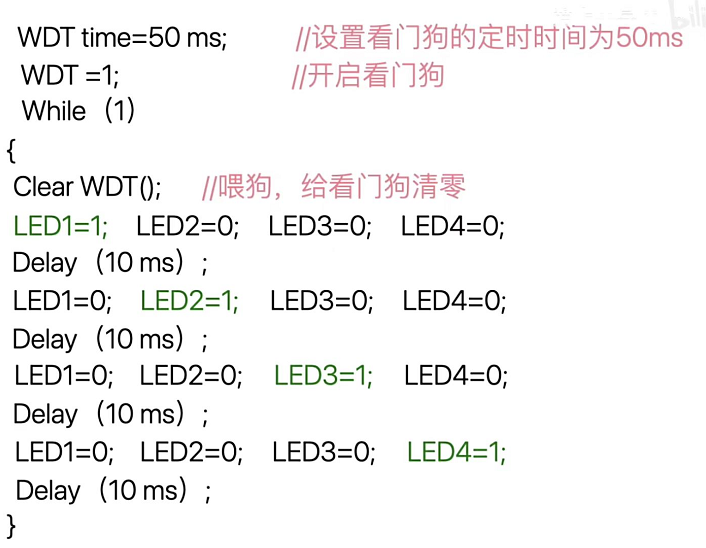 WDT time=50 ms; //设置看门狗的定时时间为50ms
WDT =1; //开启看门狗
While（1）
{
Clear WDT(); //喂狗，给看门狗清零
LED1=1; LED2=0; LED3=0; LED4=0;
Delay（10 ms）;
LED1=0; LED2=1; LED3=0; LED4=0;
Delay（10 ms）;
LED1=0; LED2=0; LED3=1; LED4=0;
Delay（10 ms）;
LED1=0; LED2=0; LED3=0; LED4=1;
Delay（10 ms）;
}